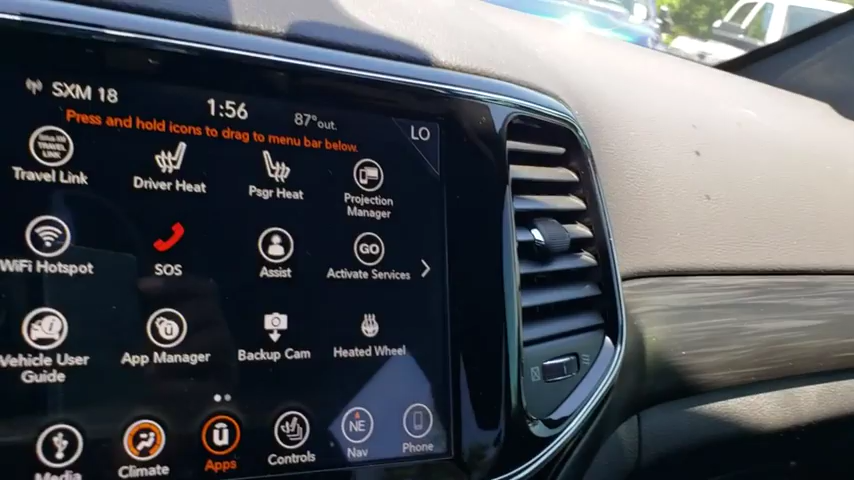 SXM 18
1:56
87° out.
LO
Press and hold icons to drag to menu bar below.
TRAVEL
LINK
Travel Link
Driver Heat
Psgr Heat
Projection
Manager
WiFi Hotspot
SOS
Assist
GO
Activate Services
Vehicle User
Guide
App Manager
Backup Cam
Heated Wheel
Media
Climate
Apps
Controls
NE
Nav
Phone